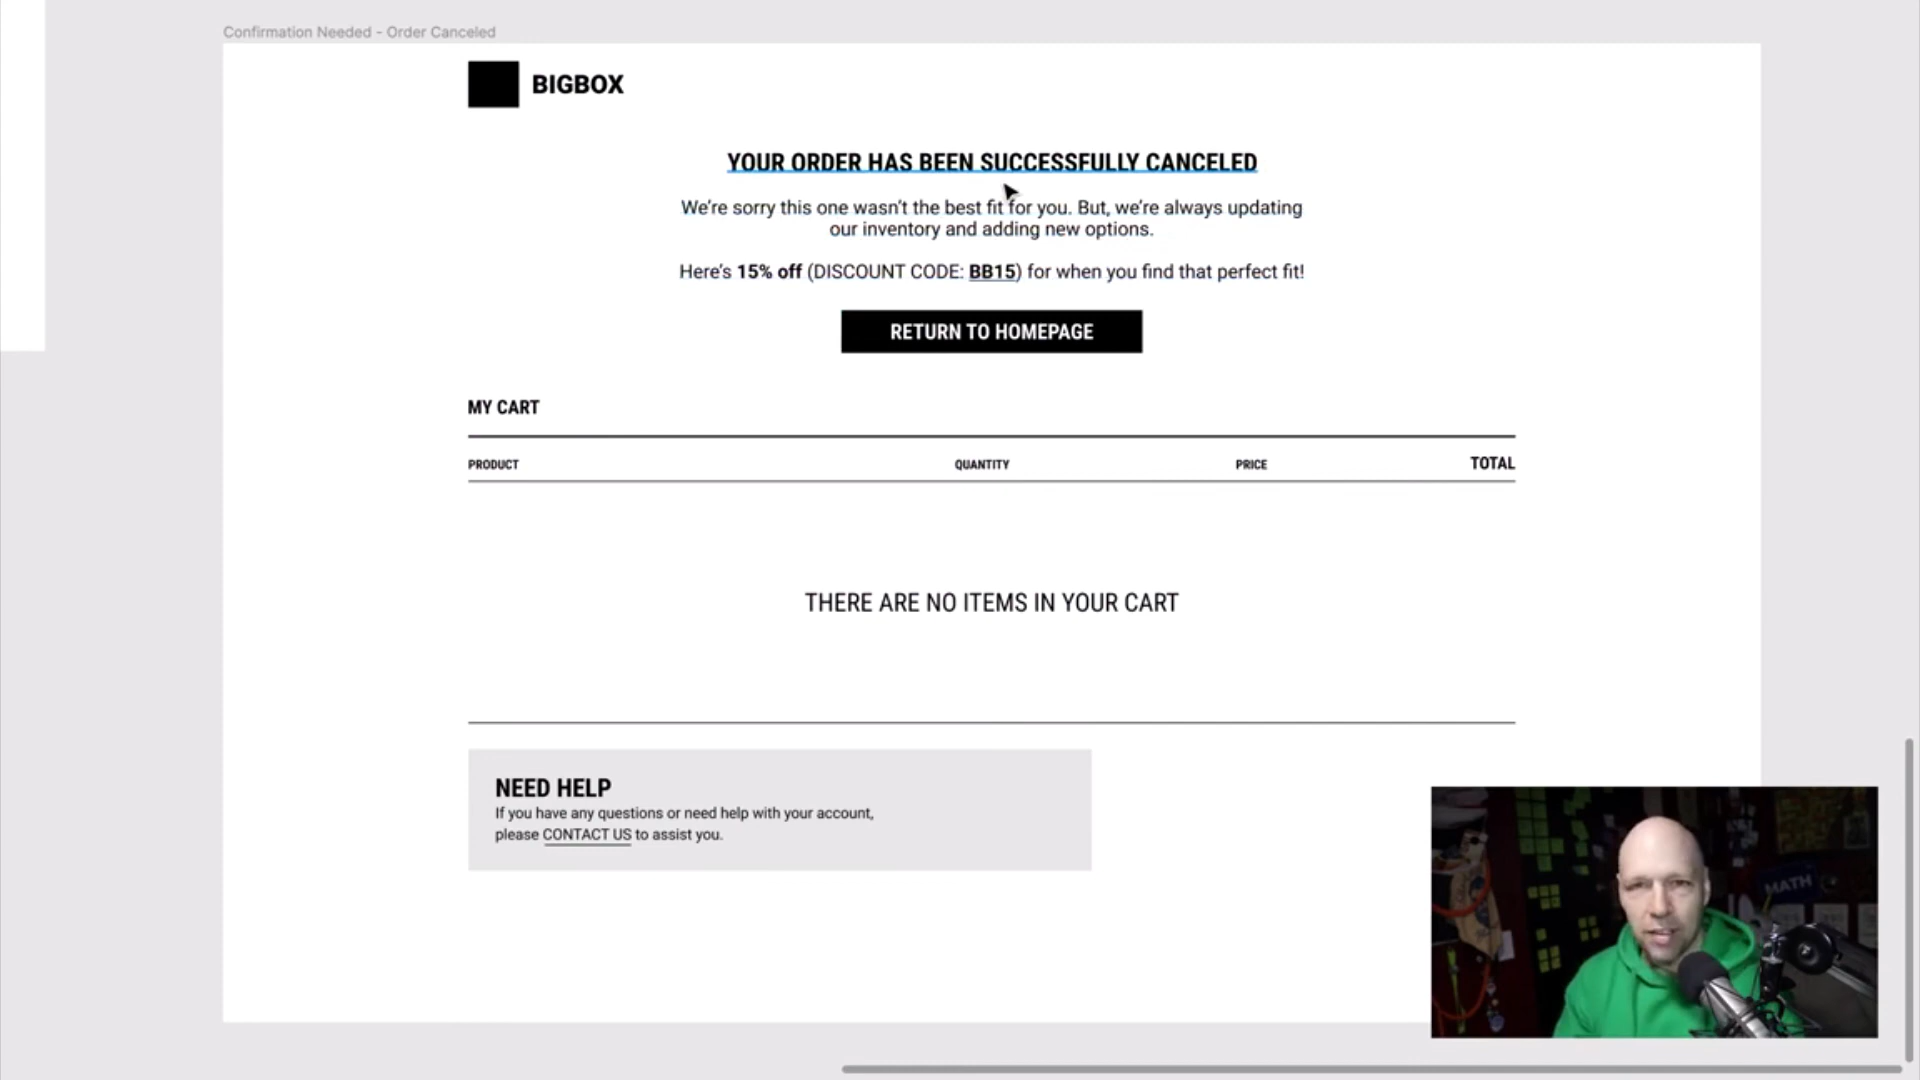 Confirmation Needed - Order Canceled
BIGBOX
YOUR ORDER HAS BEEN SUCCESSFULLY CANCELED
We're sorry this one wasn't the best fit for you. But, we're always updating
our inventory and adding new options.
Here's 15% off (DISCOUNT CODE: BB15) for when you find that perfect fit!
RETURN TO HOMEPAGE
MY CART
PRODUCT QUANTITY PRICE TOTAL
THERE ARE NO ITEMS IN YOUR CART
NEED HELP
If you have any questions or need help with your account,
please CONTACT US to assist you.
MATH